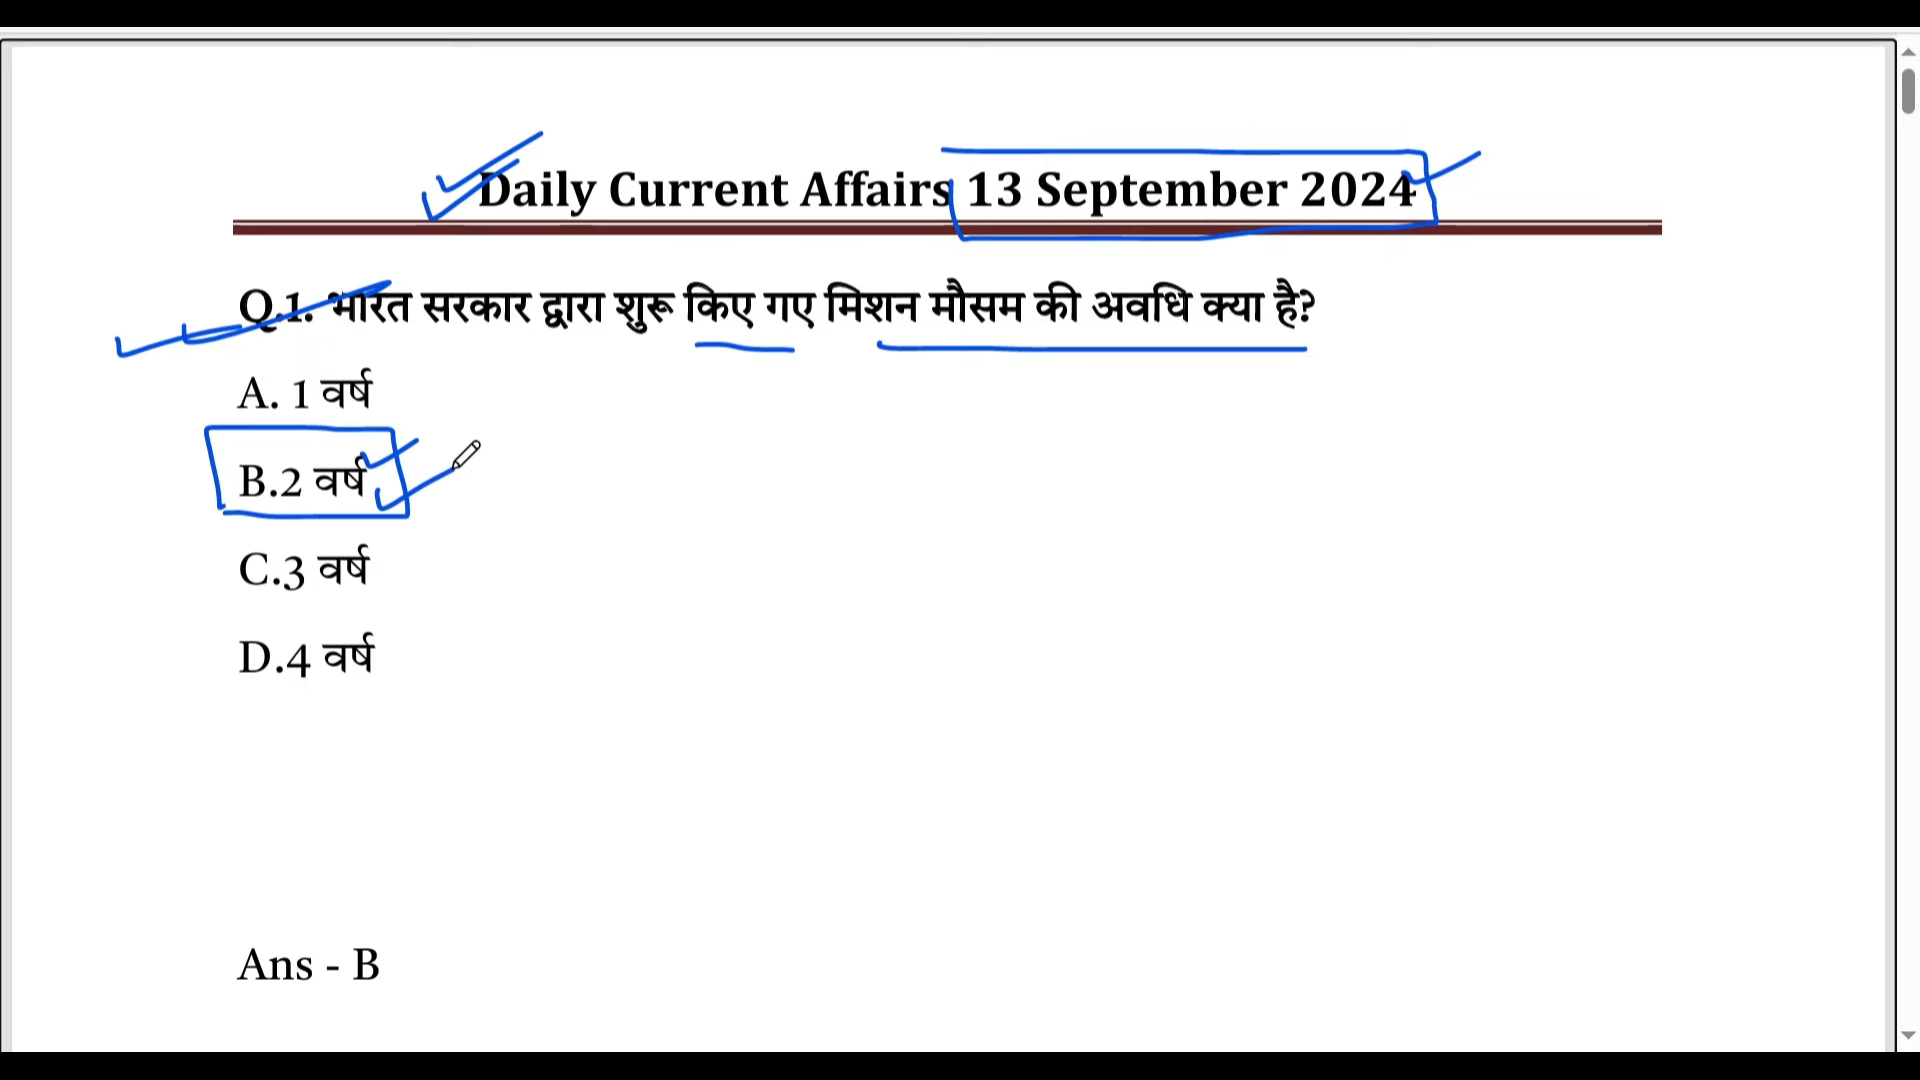 Daily Current Affairs 13 September 2024
Q.1. भारत सरकार द्वारा शुरू किए गए मिशन मौसम की अवधि क्या है?
A. 1 वर्ष
B.2 वर्ष
C.3 वर्ष
D.4 वर्ष
Ans - B